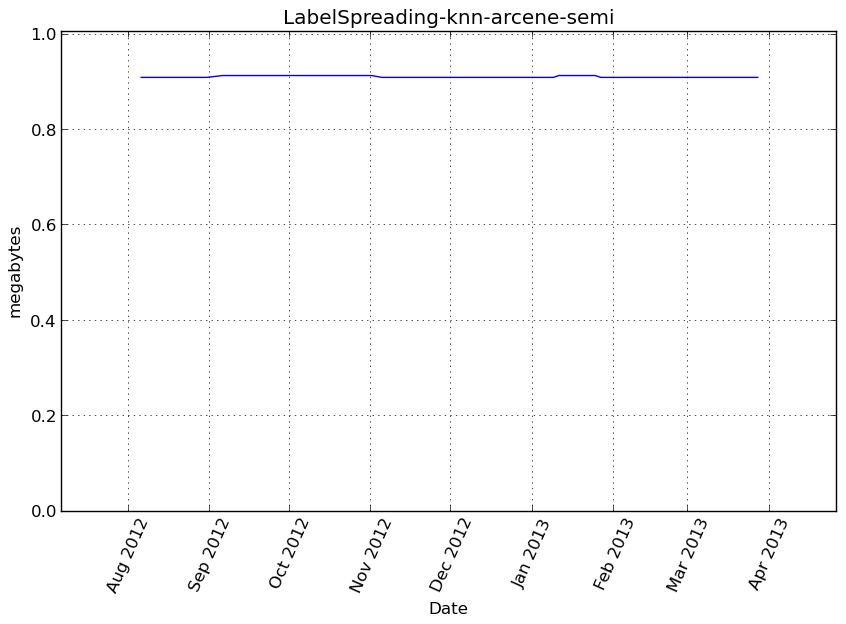 LabelSpreading-knn-arcene-semi
1.0
0.8
0.6
0.4
0.2
0.0
megabytes
Aug 2012
Sep 2012
Oct 2012
Nov 2012
Dec 2012
Jan 2013
Feb 2013
Mar 2013
Apr 2013
Date